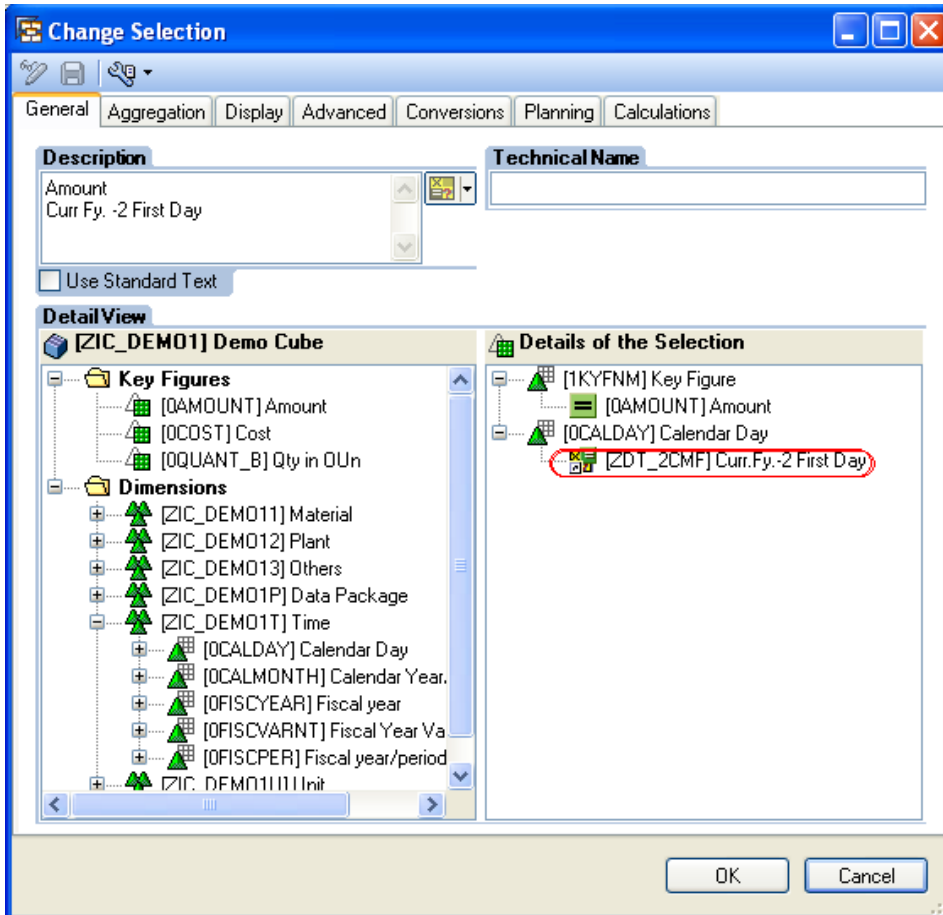 Change Selection
General Aggregation Display Advanced Conversions Planning Calculations
Description
Amount
Curr Fy. -2 First Day
Technical Name
Use Standard Text
Detail View
[ZIC_DEMO1] Demo Cube
Key Figures
[0AMOUNT] Amount
[0COST] Cost
[0QUANT_B] Qty in OUn
Dimensions
[ZIC_DEMO11] Material
[ZIC_DEMO12] Plant
[ZIC_DEMO13] Others
[ZIC_DEMO1P] Data Package
[ZIC_DEMO1T] Time
[0CALDAY] Calendar Day
[0CALMONTH] Calendar Year.
[0FISCYEAR] Fiscal year
[0FISCVARNT] Fiscal Year Va
[0FISCPER] Fiscal year/period
[ZIC_DEMO1U] Unit
Details of the Selection
[1KYFNM] Key Figure
[0AMOUNT] Amount
[0CALDAY] Calendar Day
[ZDT_2CMF] Curr.Fy.-2 First Day
OK Cancel